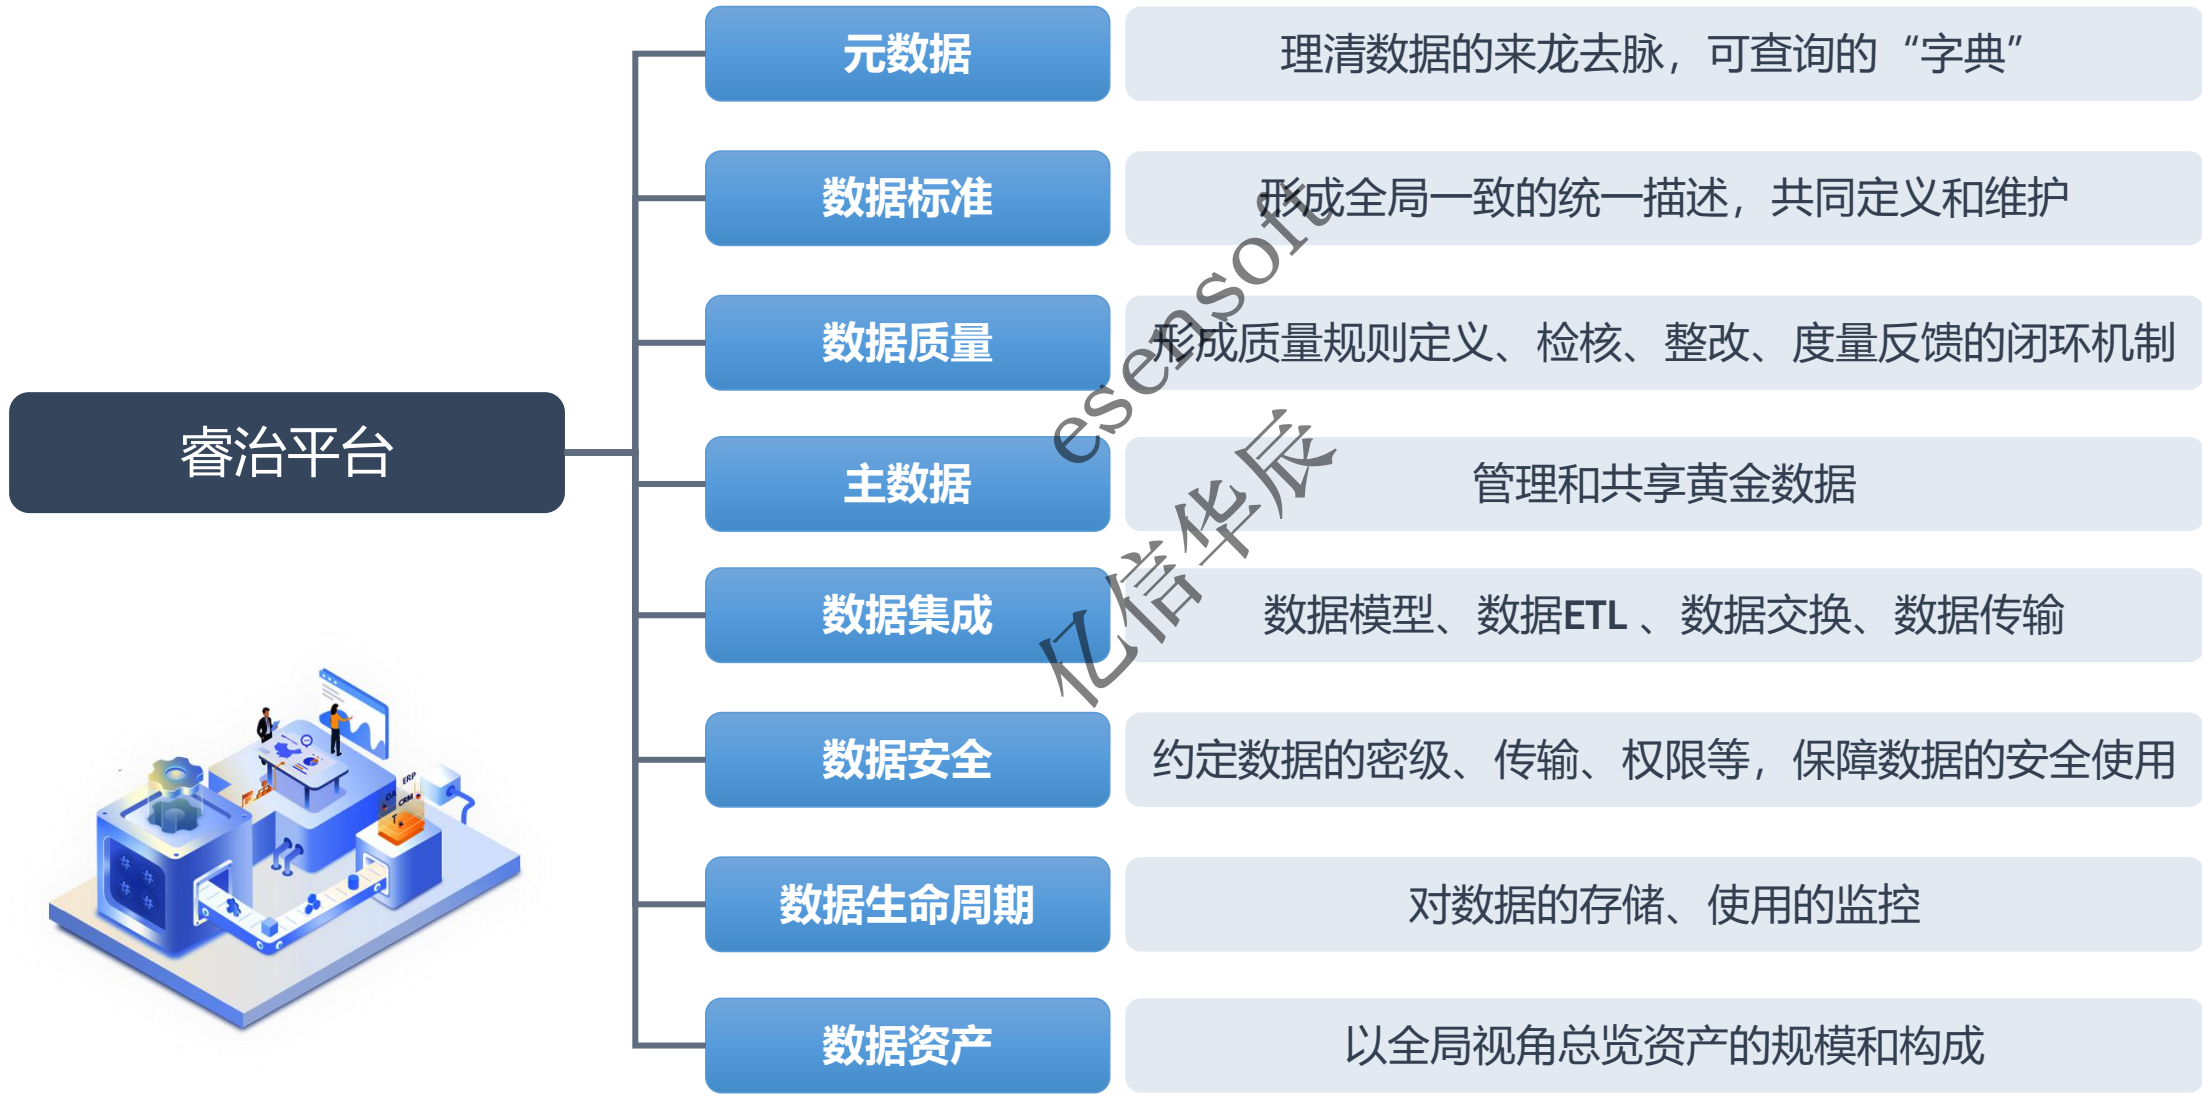 元数据
理清数据的来龙去脉，可查询的“字典”
数据标准
形成全局一致的统一描述，共同定义和维护
数据质量
形成质量规则定义、检核、整改、度量反馈的闭环机制
睿治平台
主数据
管理和共享黄金数据
数据集成
数据模型、数据ETL 、数据交换、数据传输
数据安全
约定数据的密级、传输、权限等，保障数据的安全使用
数据生命周期
对数据的存储、使用的监控
数据资产
以全局视角总览资产的规模和构成
esensoft
亿信华辰
ERP
OA
CRM
T